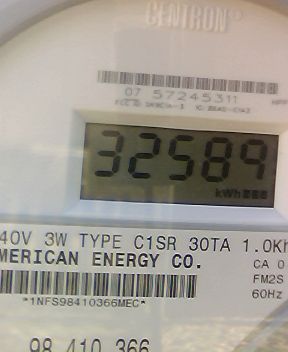 CENTRON®
07 57245311
32589
kWh
40V 3W TYPE C1SR 30TA 1.0Kh
MERICAN ENERGY CO.
CA 0
FM2S
60Hz
*1NFS98410366MEC*
98 410 366